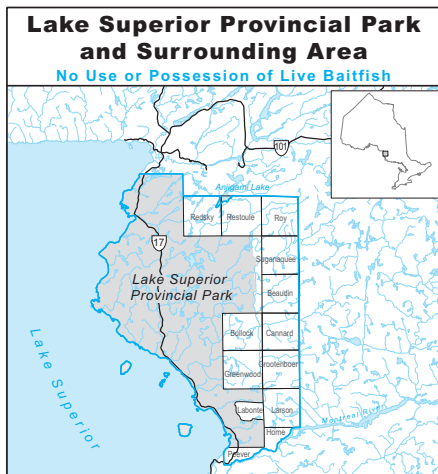 Lake Superior Provincial Park
and Surrounding Area
No Use or Possession of Live Baitfish
101
Anjigami Lake
Redsky
Restoule
Roy
17
Suganaquee
Lake Superior
Provincial Park
Beaudin
Bullock
Cannard
Grootenboer
Greenwood
Lake Superior
Labonte
Larson
Montreal River
Home
Peever